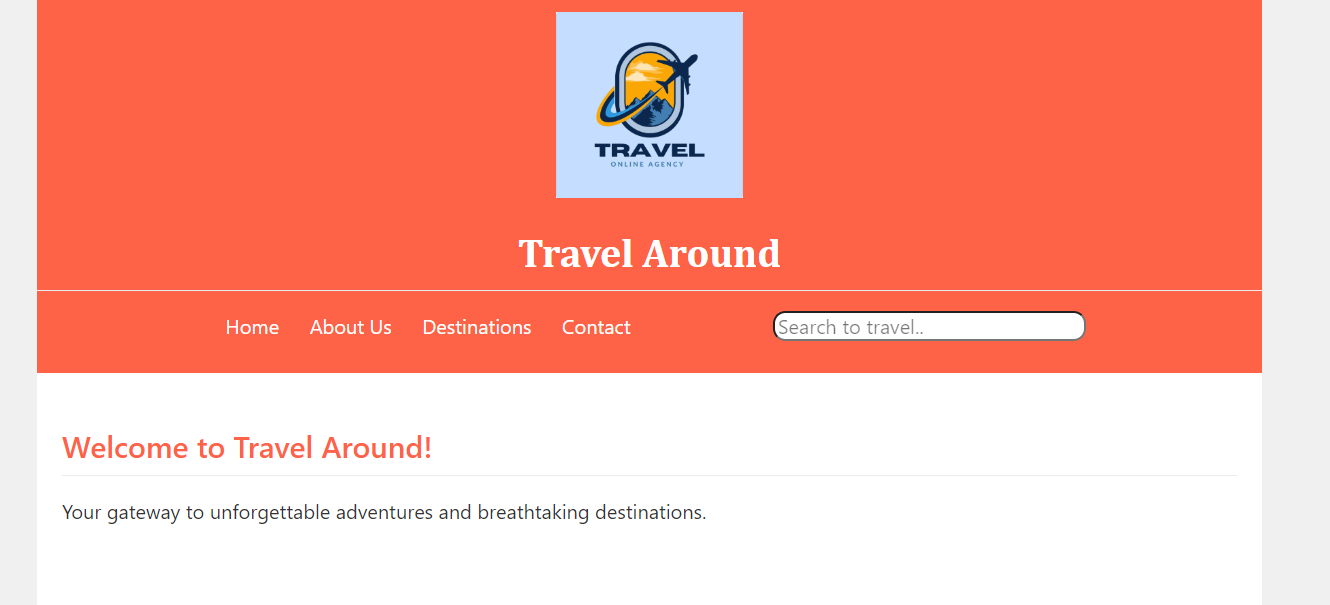 TRAVEL
ONLINE AGENCY
Travel Around
Home About Us Destinations Contact Search to travel..
Welcome to Travel Around!
Your gateway to unforgettable adventures and breathtaking destinations.